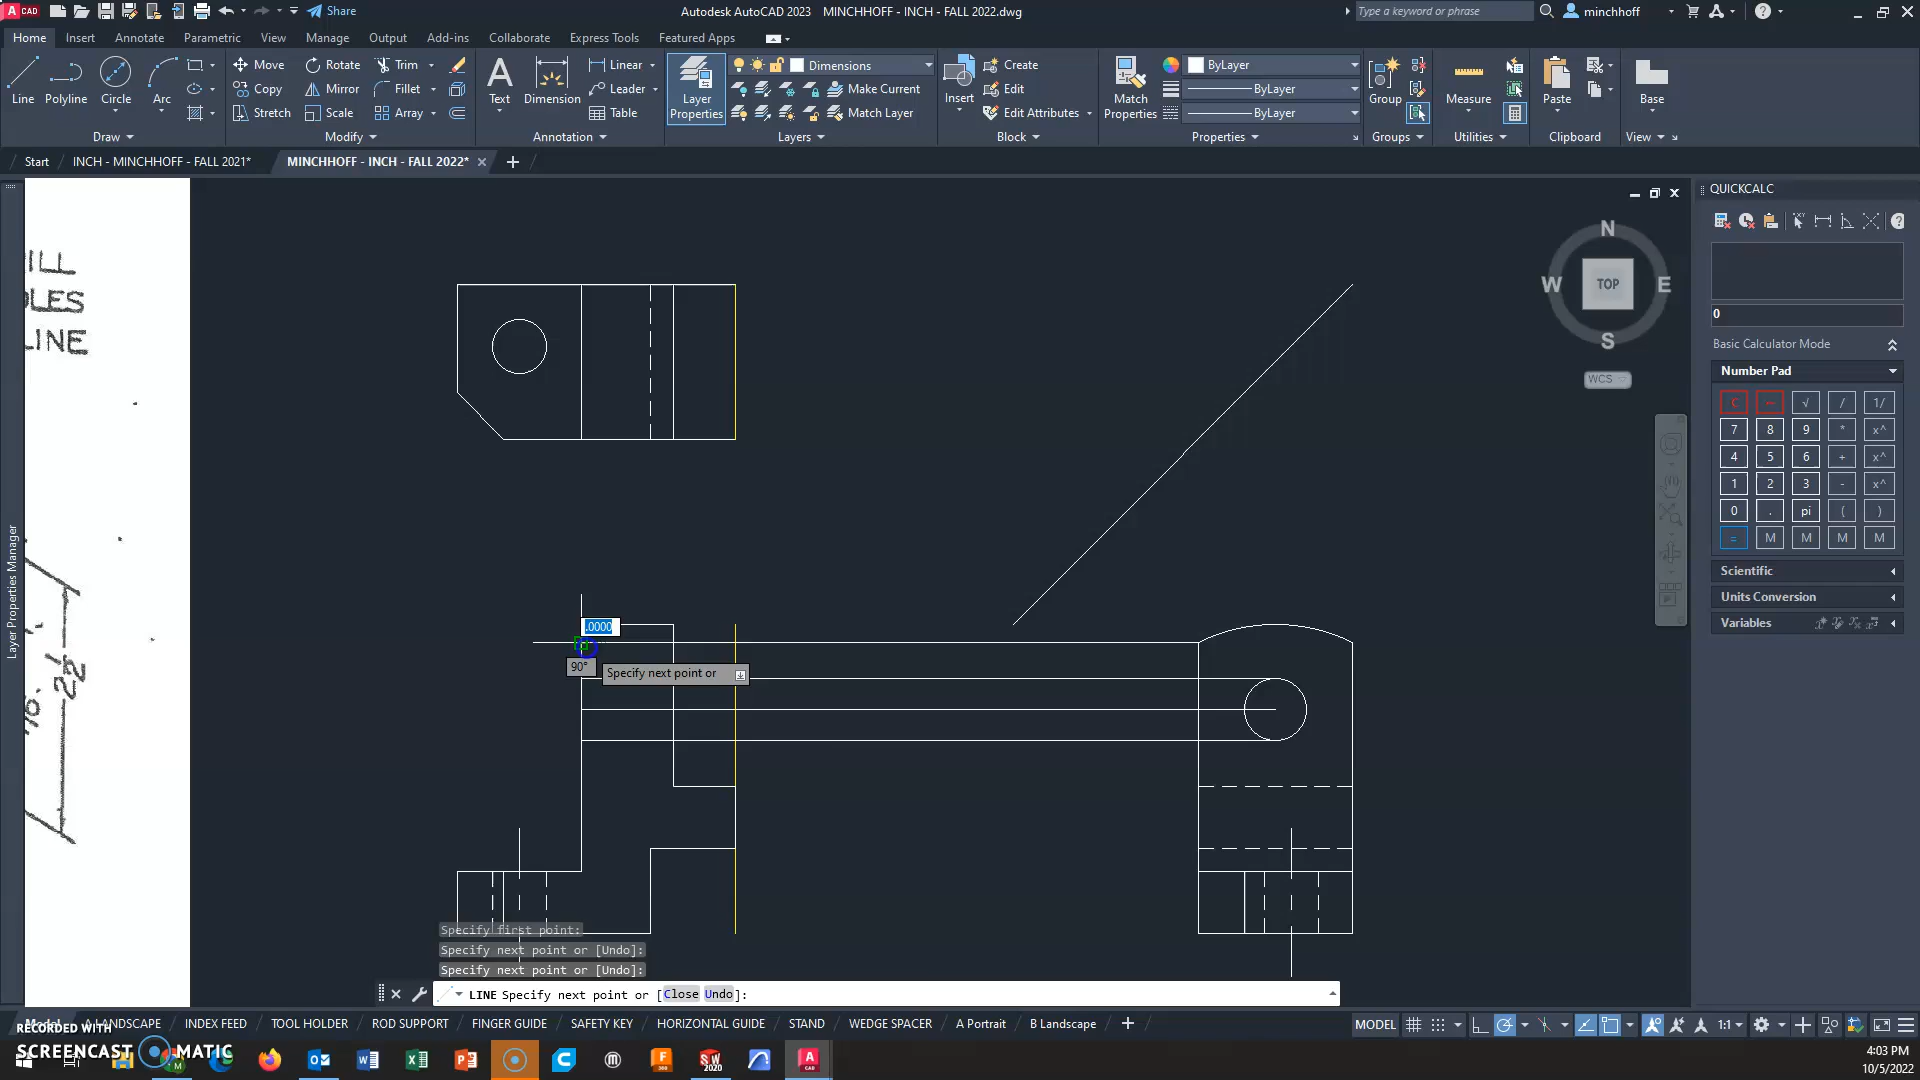 CAD
Share
Autodesk AutoCAD 2023 MINCHHOFF - INCH - FALL 2022.dwg
Type a keyword or phrase
minchhoff
Home Insert Annotate Parametric View Manage Output Add-ins Collaborate Express Tools Featured Apps
Line Polyline Circle Arc
Move Rotate Trim
Copy Mirror Fillet
Stretch Scale Array
Text Dimension
Linear
Leader
Table
Layer Properties
Dimensions
Make Current
Match Layer
Insert
Create
Edit
Edit Attributes
Match Properties
ByLayer
ByLayer
ByLayer
Group
Measure
Paste
Base
Draw Modify Annotation Layers Block Properties Groups Utilities Clipboard View
Start INCH - MINCHHOFF - FALL 2021* MINCHHOFF - INCH - FALL 2022*
QUICKCALC
N
W TOP E
S
WCS
0
Basic Calculator Mode
Number Pad
C √ / 1/
7 8 9 * x^
4 5 6 + x^
1 2 3 - x^
0 . pi ( )
= M M M M
Scientific
Units Conversion
Variables
ILL
LES
LINE
Layer Properties Manager
.0000
90°
Specify next point or
Specify first point:
Specify next point or [Undo]:
Specify next point or [Undo]:
LINE Specify next point or [Close Undo]:
Model A LANDSCAPE INDEX FEED TOOL HOLDER ROD SUPPORT FINGER GUIDE SAFETY KEY HORIZONTAL GUIDE STAND WEDGE SPACER A Portrait B Landscape
MODEL 1:1
RECORDED WITH
SCREENCAST MATIC
4:03 PM
10/5/2022